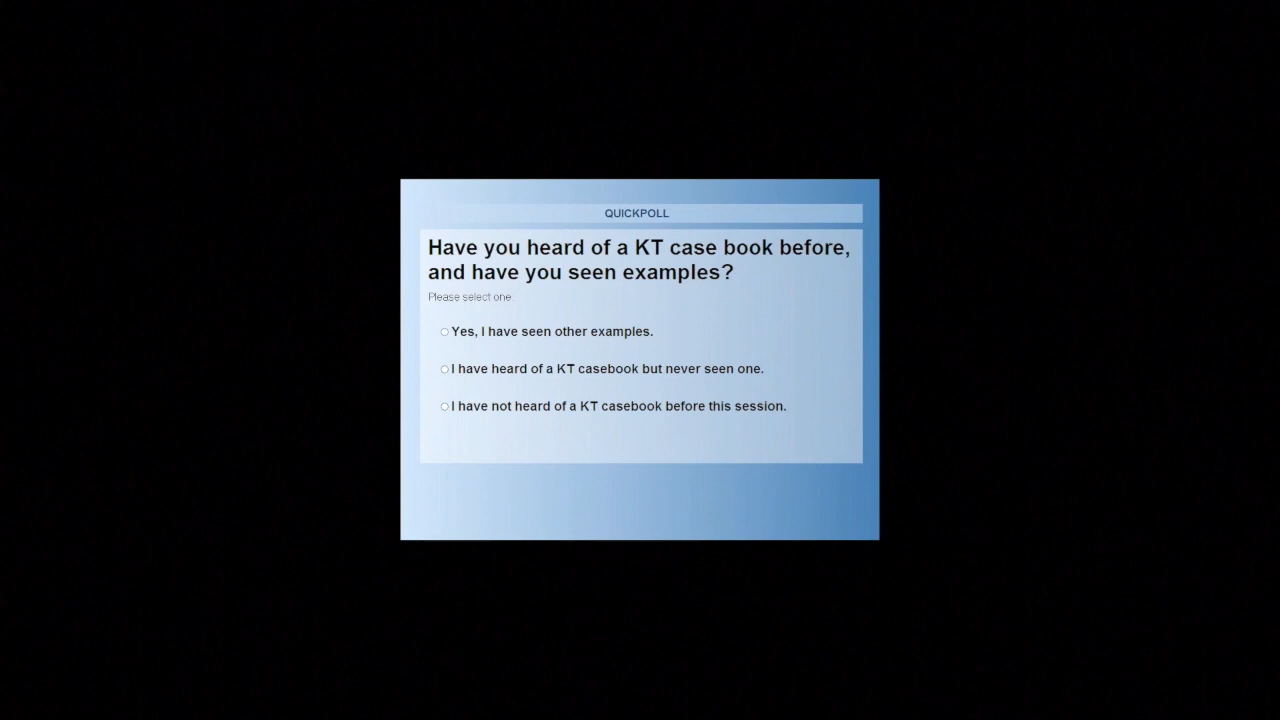 QUICKPOLL
Have you heard of a KT case book before,
and have you seen examples?
Please select one.
Yes, I have seen other examples.
I have heard of a KT casebook but never seen one.
I have not heard of a KT casebook before this session.